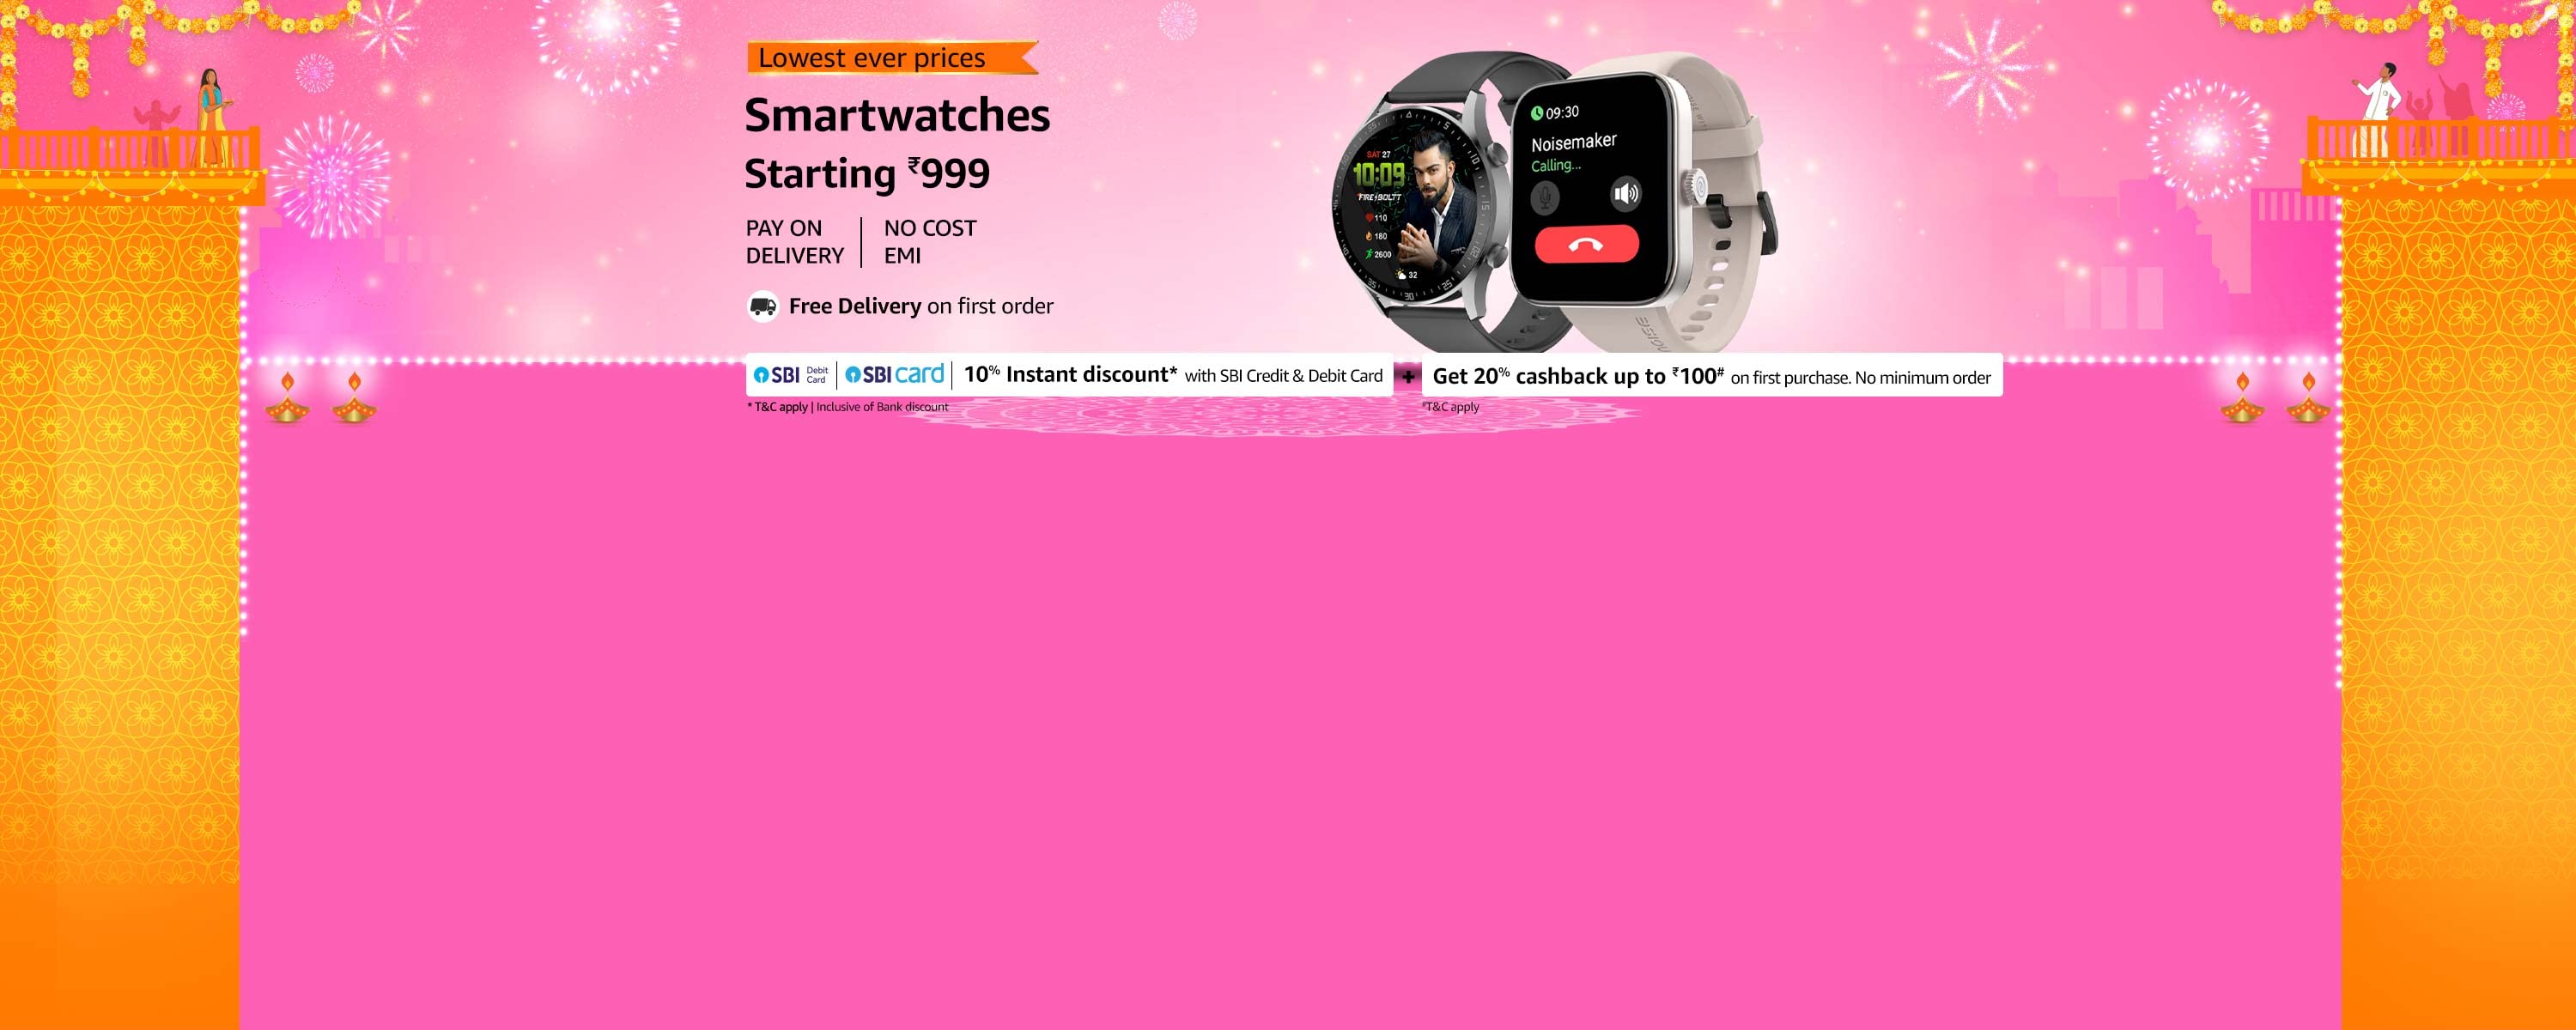 Lowest ever prices
Smartwatches
Starting ₹999
PAY ON DELIVERY | NO COST EMI
Free Delivery on first order
SAT 27
10:09
FIRE-BOLTT
110
180
2600
32
09:30
Noisemaker
Calling...
noise
SBI Debit Card | SBI card | 10% Instant discount* with SBI Credit & Debit Card + Get 20% cashback up to ₹100# on first purchase. No minimum order
* T&C apply | Inclusive of Bank discount
#T&C apply